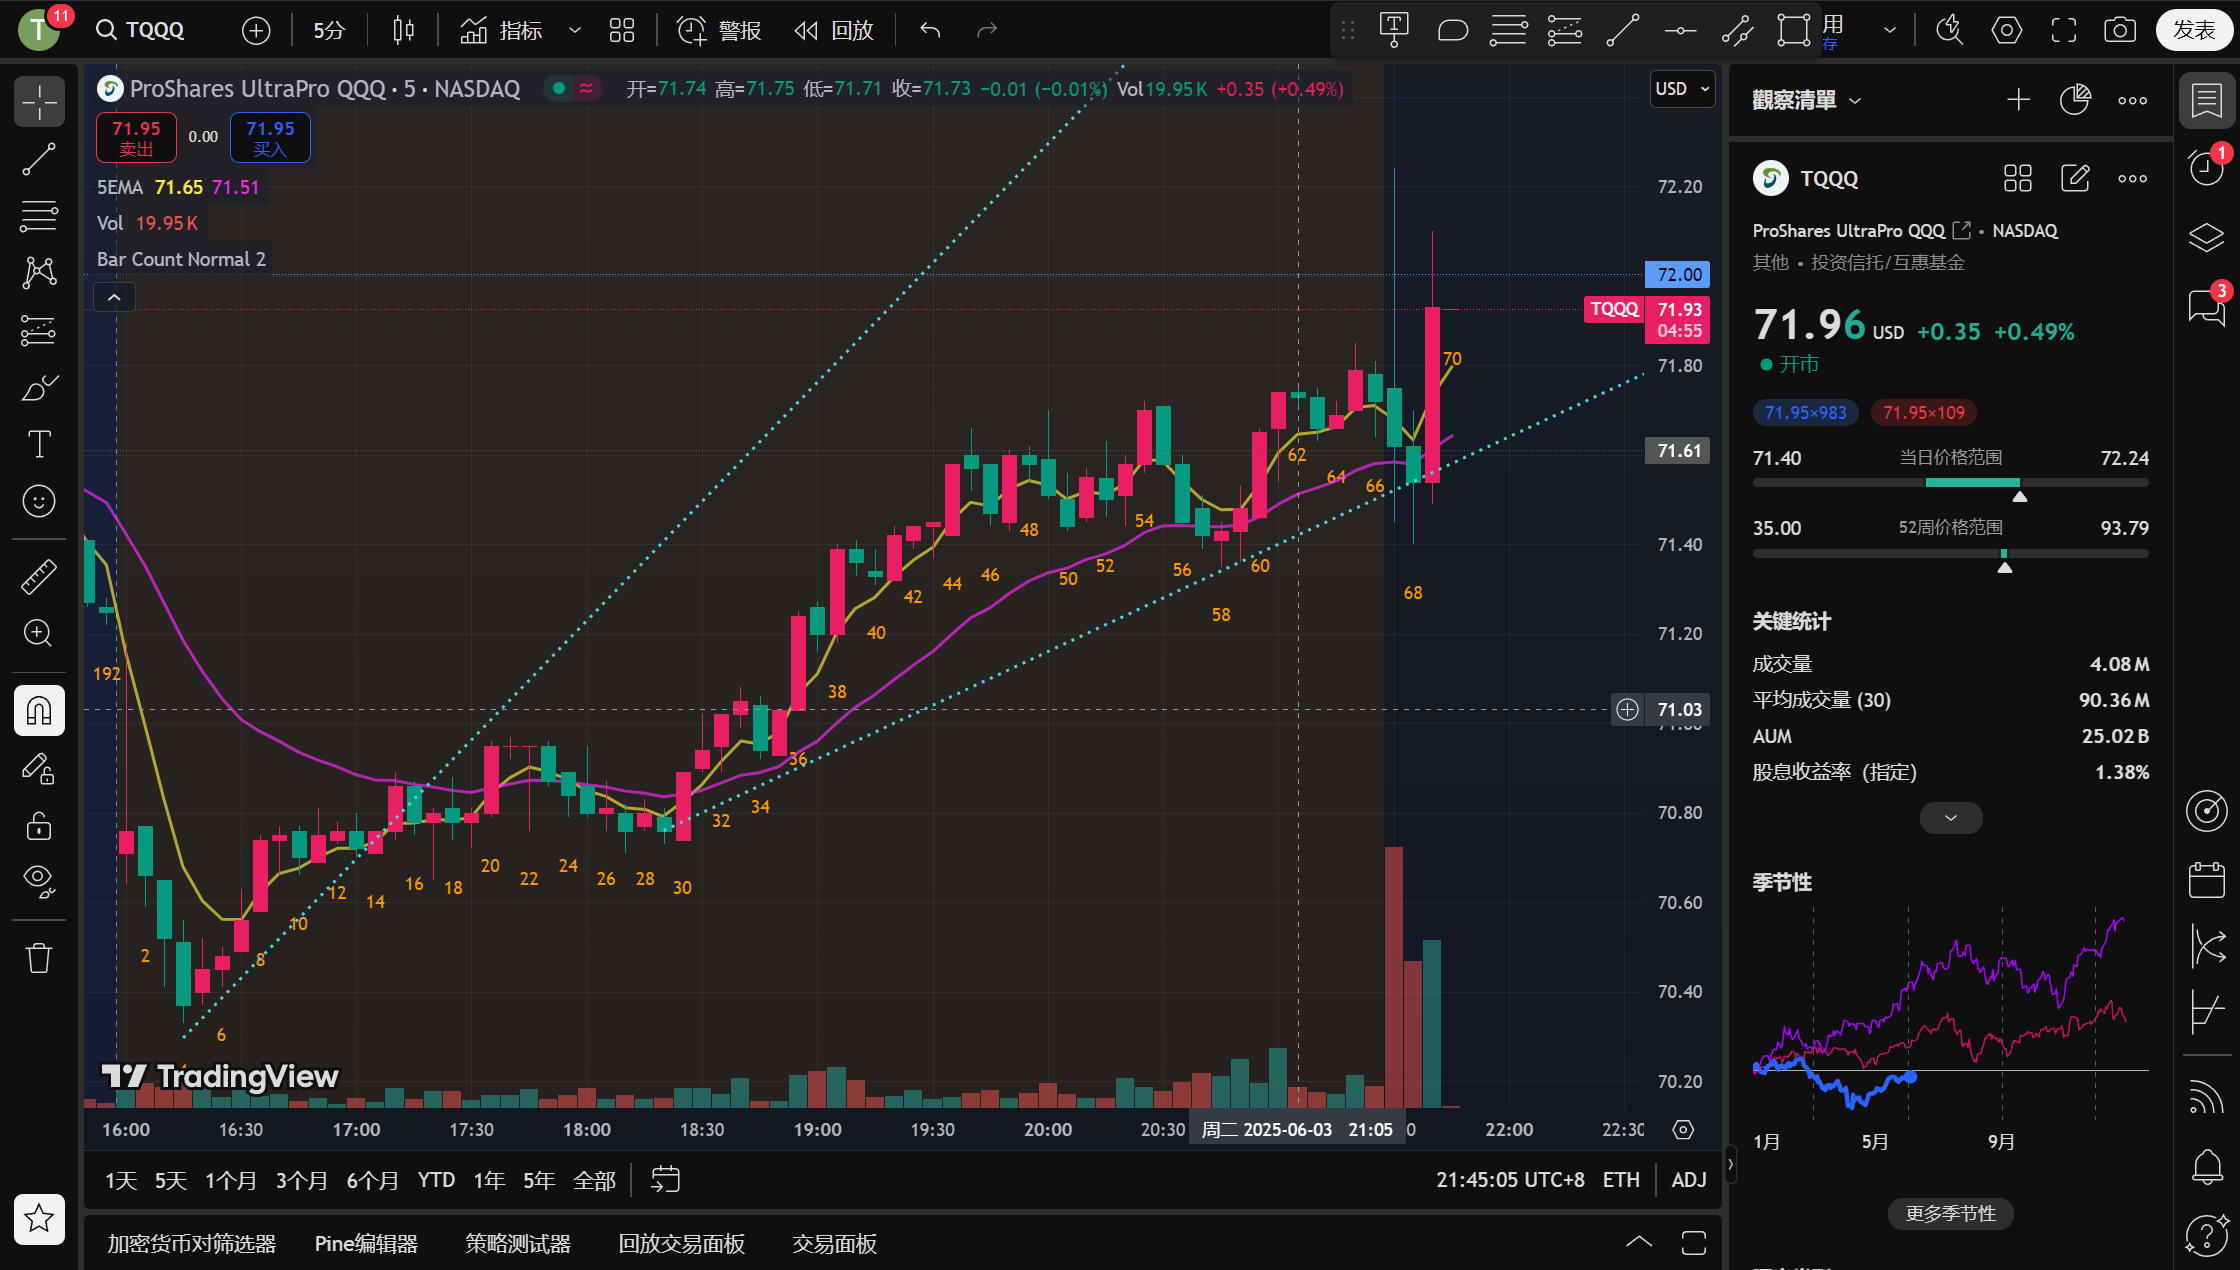 T 11
TQQQ
5分
指标
警报
回放
用
存
发表
ProShares UltraPro QQQ · 5 · NASDAQ
开=71.74 高=71.75 低=71.71 收=71.73 −0.01 (−0.01%) Vol19.95K +0.35 (+0.49%)
USD
71.95
卖出
0.00
71.95
买入
5EMA 71.65 71.51
Vol 19.95K
Bar Count Normal 2
72.20
72.00
TQQQ 71.93
04:55
71.80
71.61
71.40
71.20
71.03
70.80
70.60
70.40
70.20
192
2
6
8
10
12
14
16
18
20
22
24
26
28
30
32
34
36
38
40
42
44
46
48
50
52
54
56
58
60
62
64
66
68
70
TradingView
16:00 16:30 17:00 17:30 18:00 18:30 19:00 19:30 20:00 20:30 周二 2025-06-03 21:05 0 22:00 22:30
1天 5天 1个月 3个月 6个月 YTD 1年 5年 全部
21:45:05 UTC+8 ETH ADJ
加密货币对筛选器 Pine编辑器 策略测试器 回放交易面板 交易面板
觀察清單
TQQQ
ProShares UltraPro QQQ • NASDAQ
其他 • 投资信托/互惠基金
71.96 USD +0.35 +0.49%
开市
71.95×983 71.95×109
71.40 当日价格范围 72.24
35.00 52周价格范围 93.79
关键统计
成交量 4.08M
平均成交量 (30) 90.36M
AUM 25.02B
股息收益率 (指定) 1.38%
季节性
1月 5月 9月
更多季节性
1
3